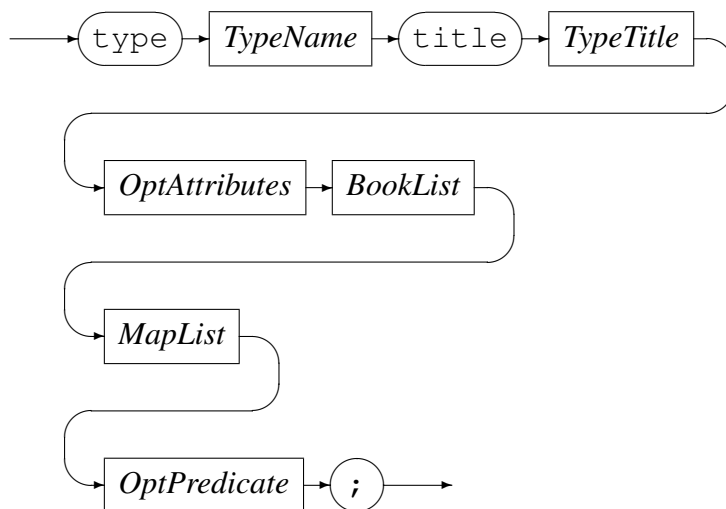 type TypeName title TypeTitle
OptAttributes BookList
MapList
OptPredicate ;